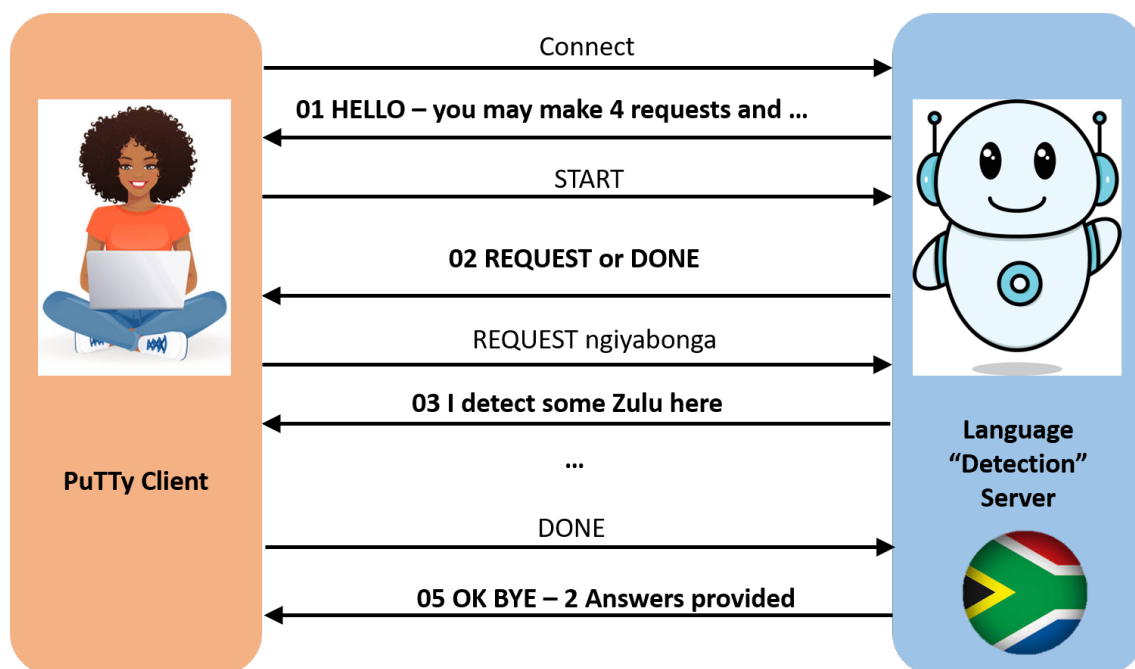 Connect
01 HELLO – you may make 4 requests and ...
START
02 REQUEST or DONE
REQUEST ngiyabonga
03 I detect some Zulu here
...
PuTTy Client
Language
“Detection”
Server
DONE
05 OK BYE – 2 Answers provided